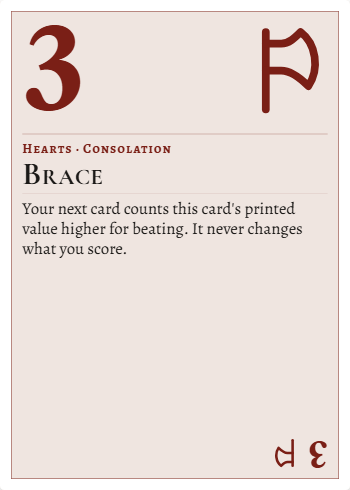 3
Hearts · Consolation
Brace
Your next card counts this card's printed
value higher for beating. It never changes
what you score.
3